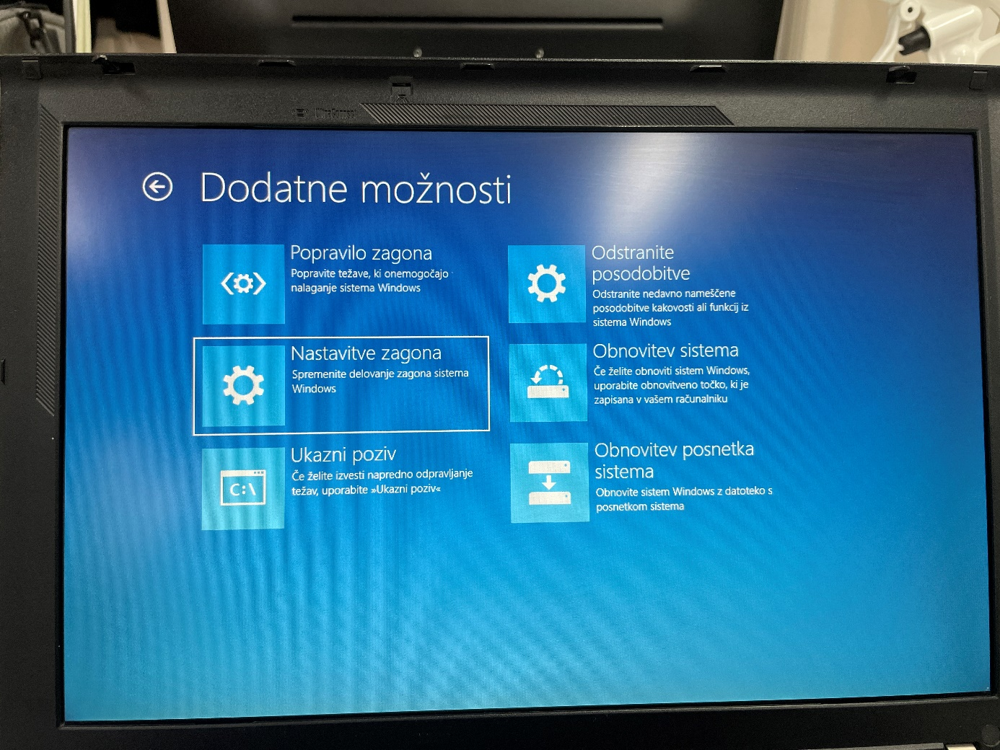 Dodatne možnosti
Popravilo zagona
Popravite težave, ki onemogočajo
nalaganje sistema Windows
Nastavitve zagona
Spremenite delovanje zagona sistema
Windows
Ukazni poziv
Če želite izvesti napredno odpravljanje
težav, uporabite »Ukazni poziv«
C:\
Odstranite
posodobitve
Odstranite nedavno nameščene
posodobitve kakovosti ali funkcij iz
sistema Windows
Obnovitev sistema
Če želite obnoviti sistem Windows,
uporabite obnovitveno točko, ki je
zapisana v vašem računalniku
Obnovitev posnetka
sistema
Obnovite sistem Windows z datoteko s
posnetkom sistema